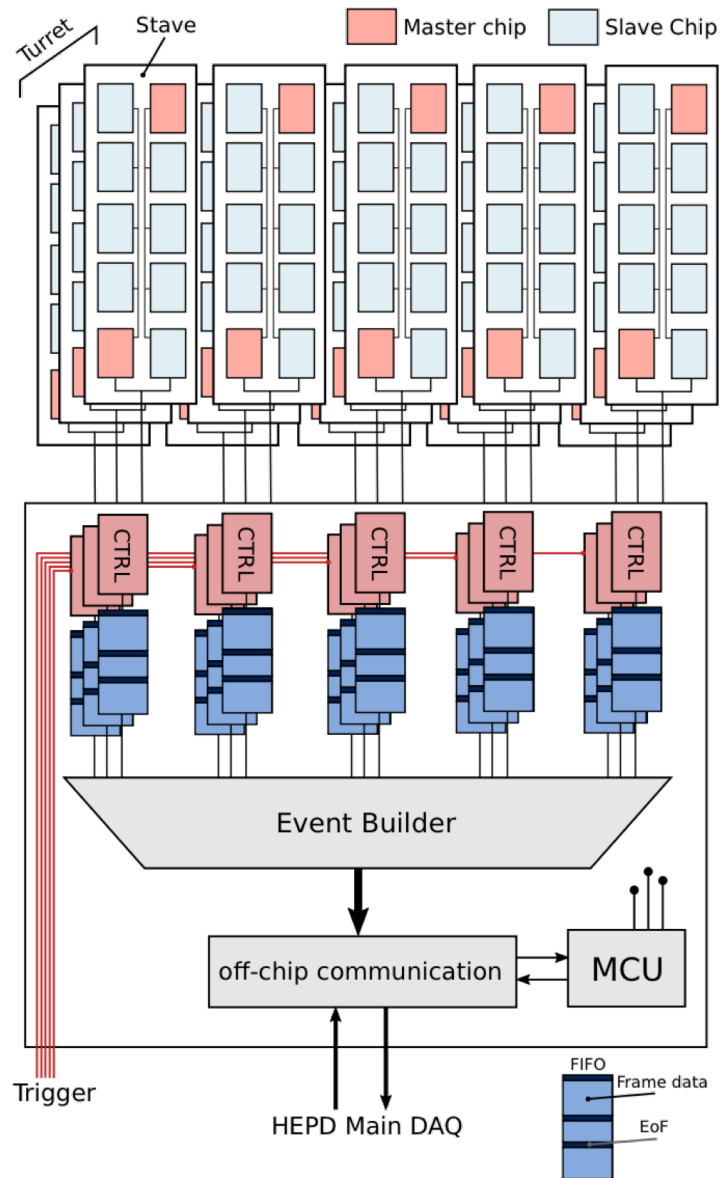 Turret
Stave
Master chip
Slave Chip
CTRL
CTRL
CTRL
CTRL
CTRL
Event Builder
off-chip communication
MCU
Trigger
HEPD Main DAQ
FIFO
Frame data
EoF